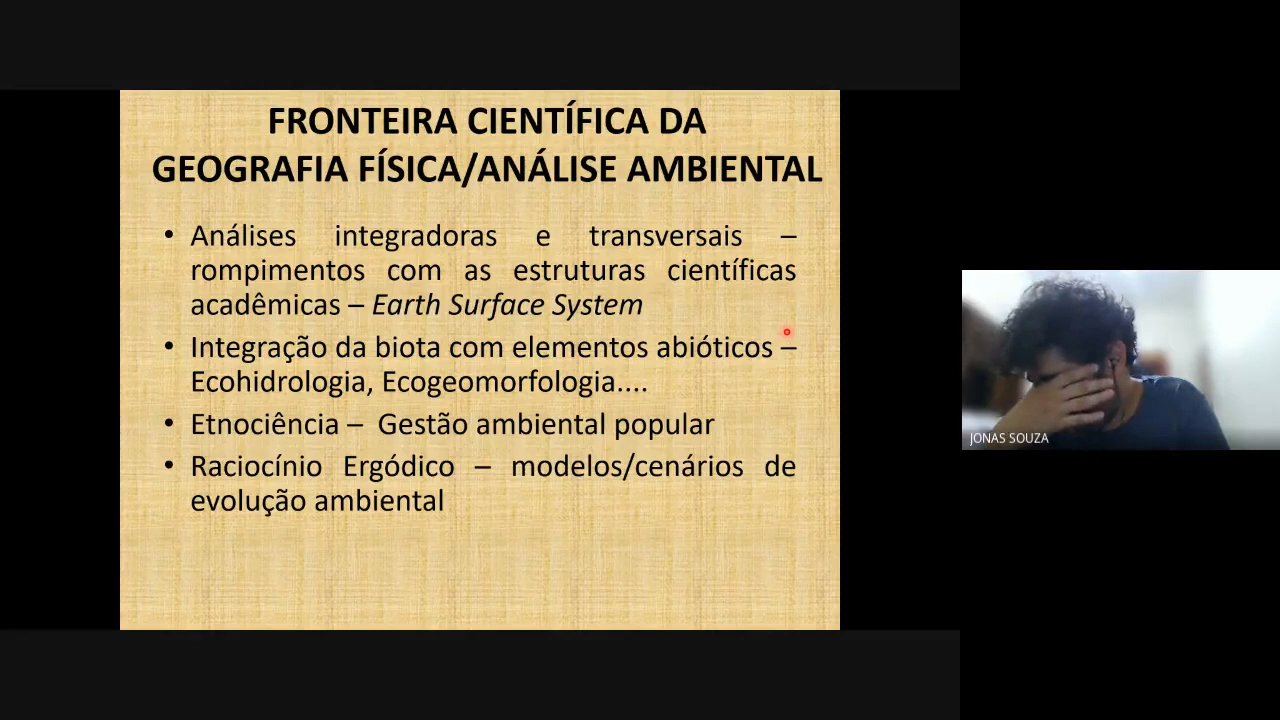 FRONTEIRA CIENTÍFICA DA
GEOGRAFIA FÍSICA/ANÁLISE AMBIENTAL
• Análises integradoras e transversais –
rompimentos com as estruturas científicas
acadêmicas – Earth Surface System
• Integração da biota com elementos abióticos –
Ecohidrologia, Ecogeomorfologia....
• Etnociência – Gestão ambiental popular
• Raciocínio Ergódico – modelos/cenários de
evolução ambiental
JONAS SOUZA